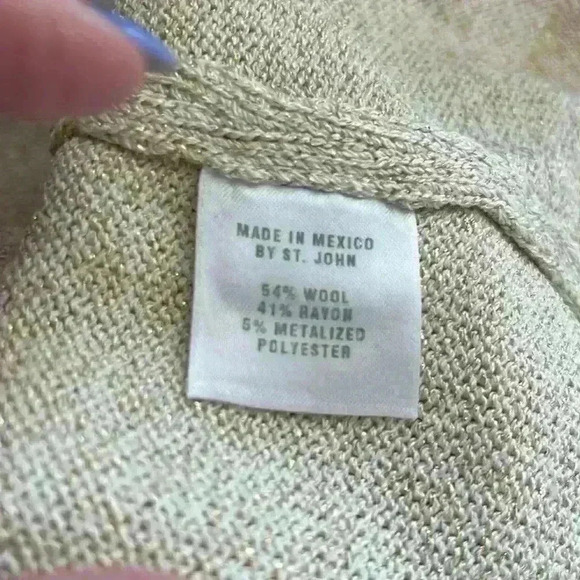 MADE IN MEXICO
BY ST. JOHN
54% WOOL
41% RAYON
5% METALIZED
POLYESTER